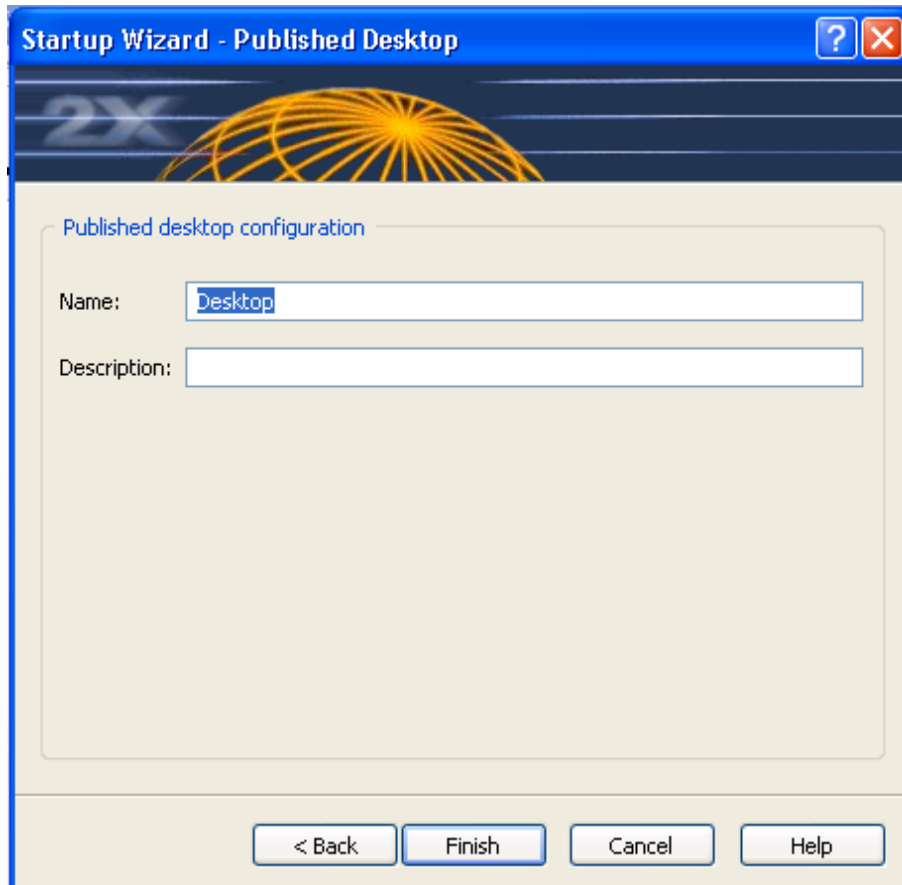 Startup Wizard - Published Desktop
2X
Published desktop configuration
Name: Desktop
Description:
< Back Finish Cancel Help